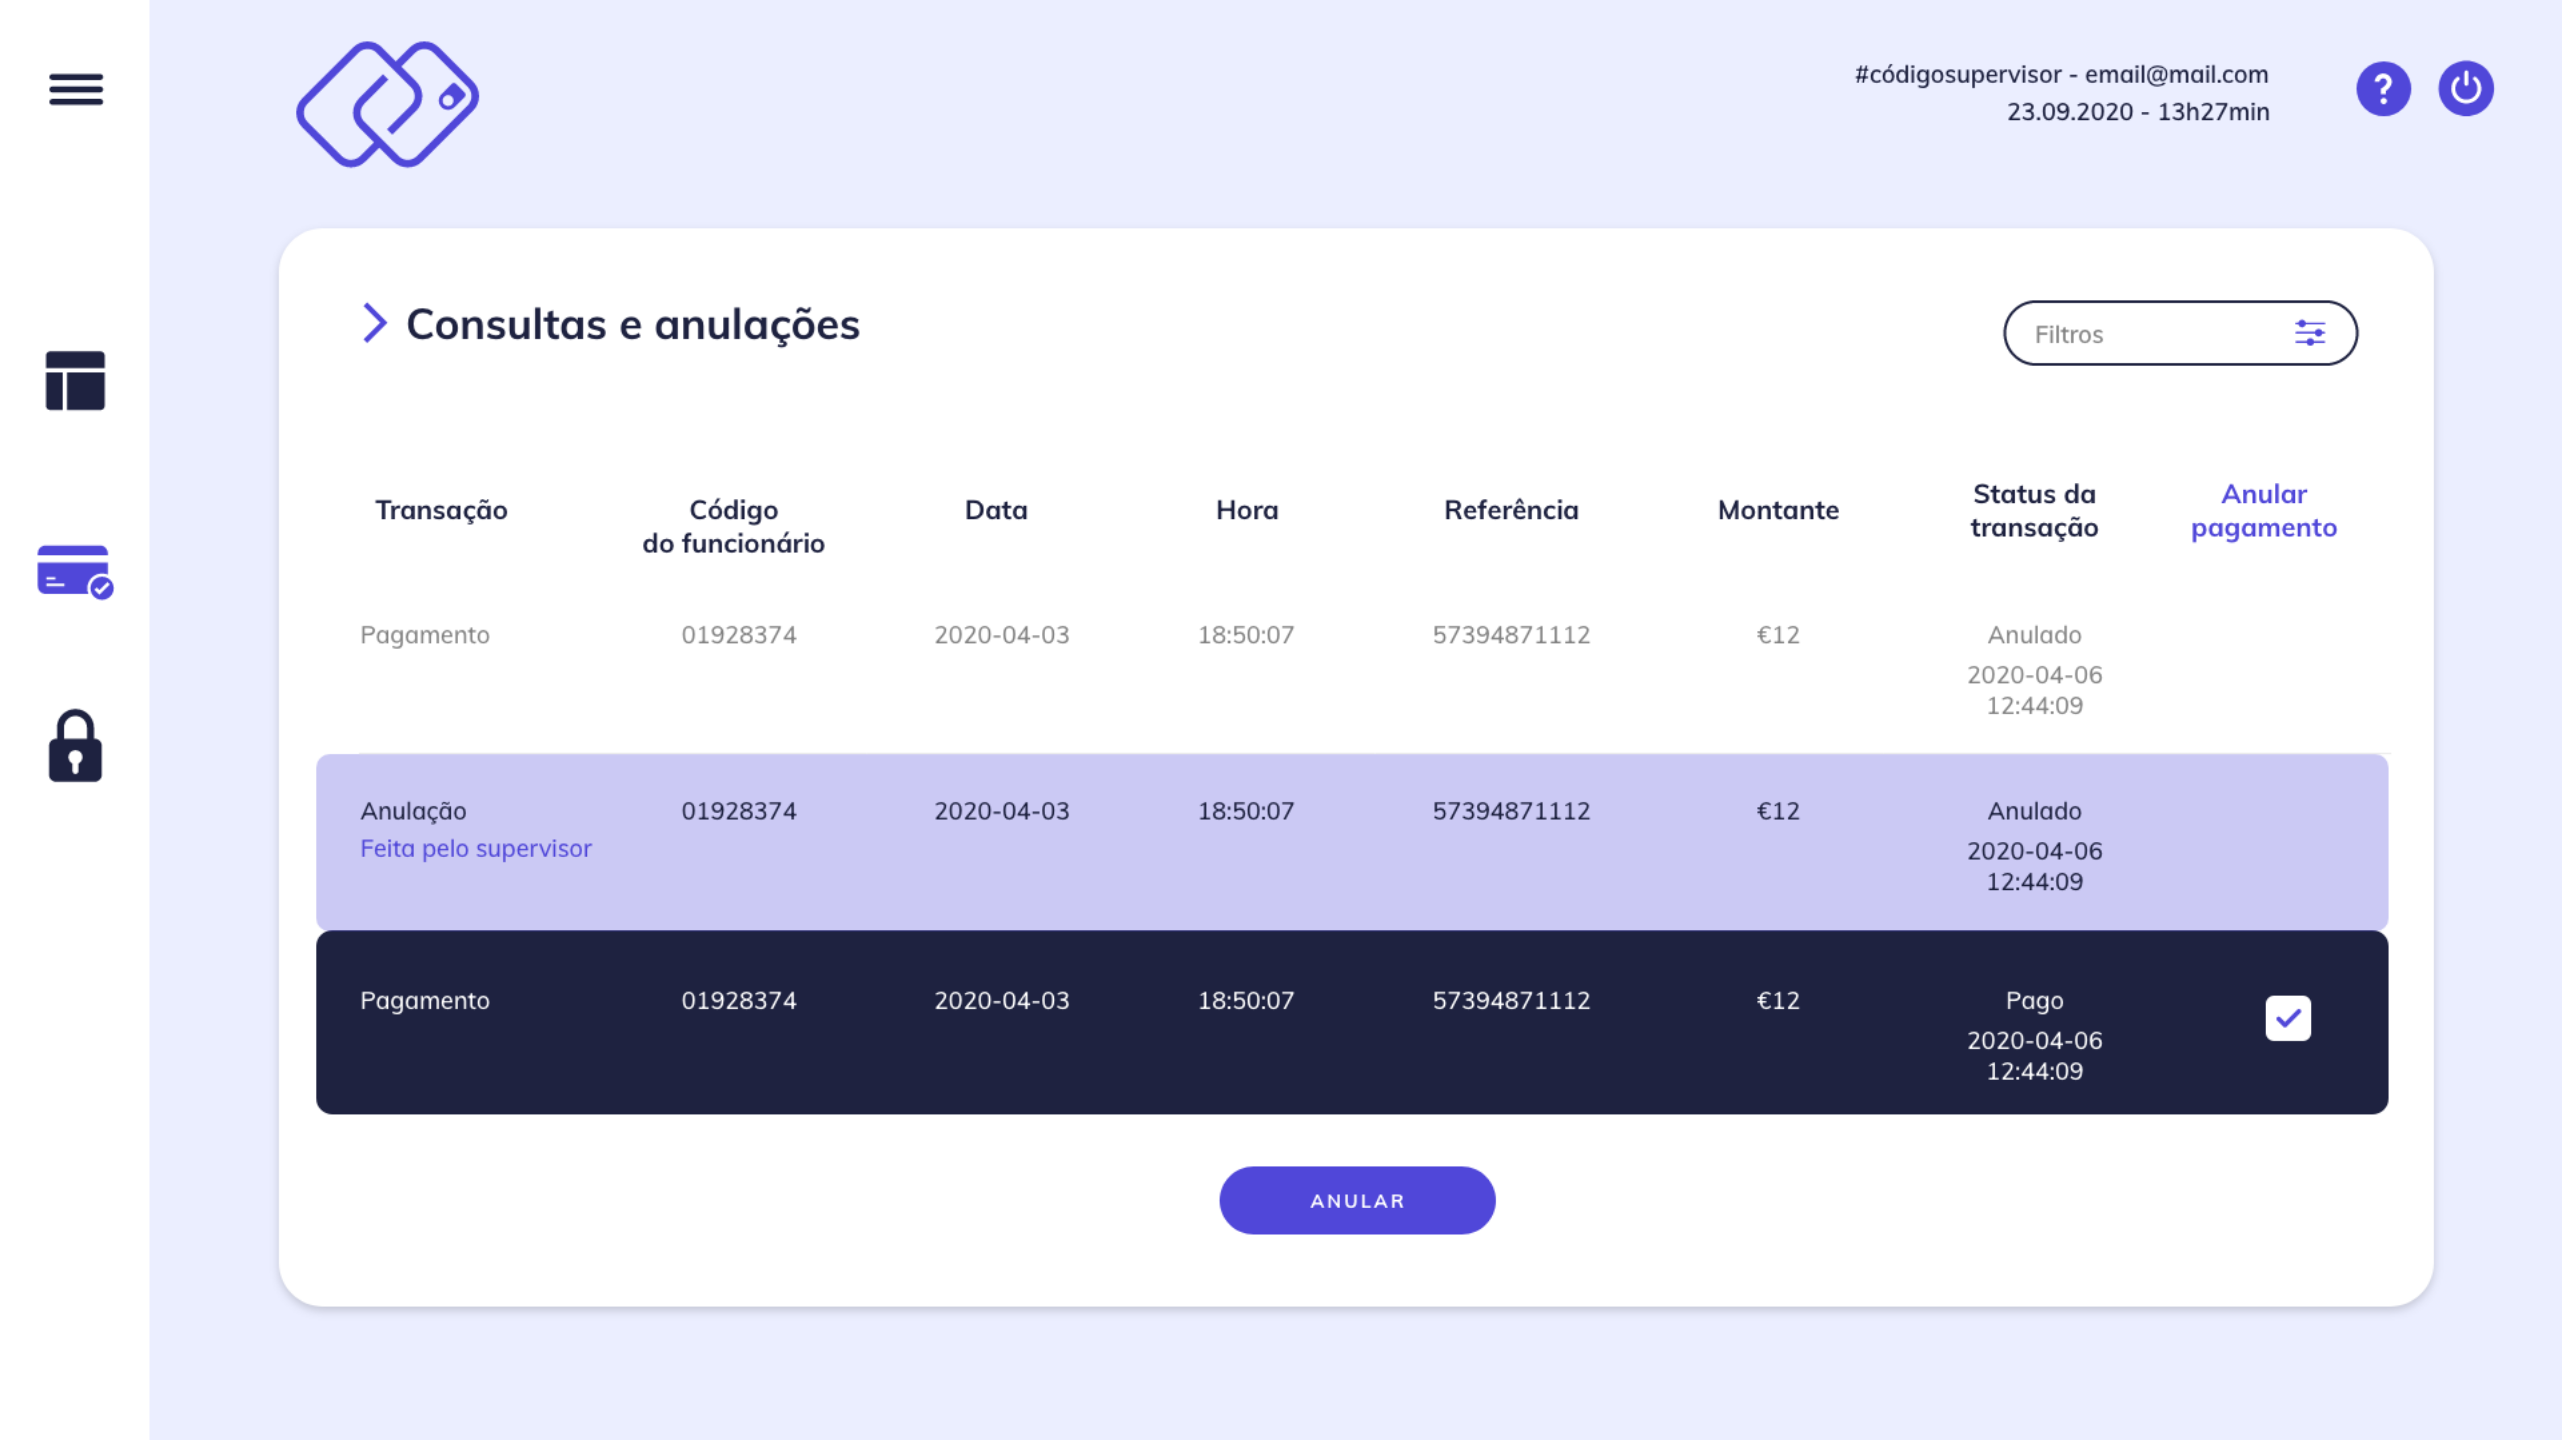 #códigosupervisor - email@mail.com
23.09.2020 - 13h27min
?
Consultas e anulações
Filtros
Transação
Código
do funcionário
Data
Hora
Referência
Montante
Status da
transação
Anular
pagamento
Pagamento 01928374 2020-04-03 18:50:07 57394871112 €12 Anulado
2020-04-06
12:44:09
Anulação 01928374 2020-04-03 18:50:07 57394871112 €12 Anulado
Feita pelo supervisor 2020-04-06
12:44:09
Pagamento 01928374 2020-04-03 18:50:07 57394871112 €12 Pago
2020-04-06
12:44:09
ANULAR